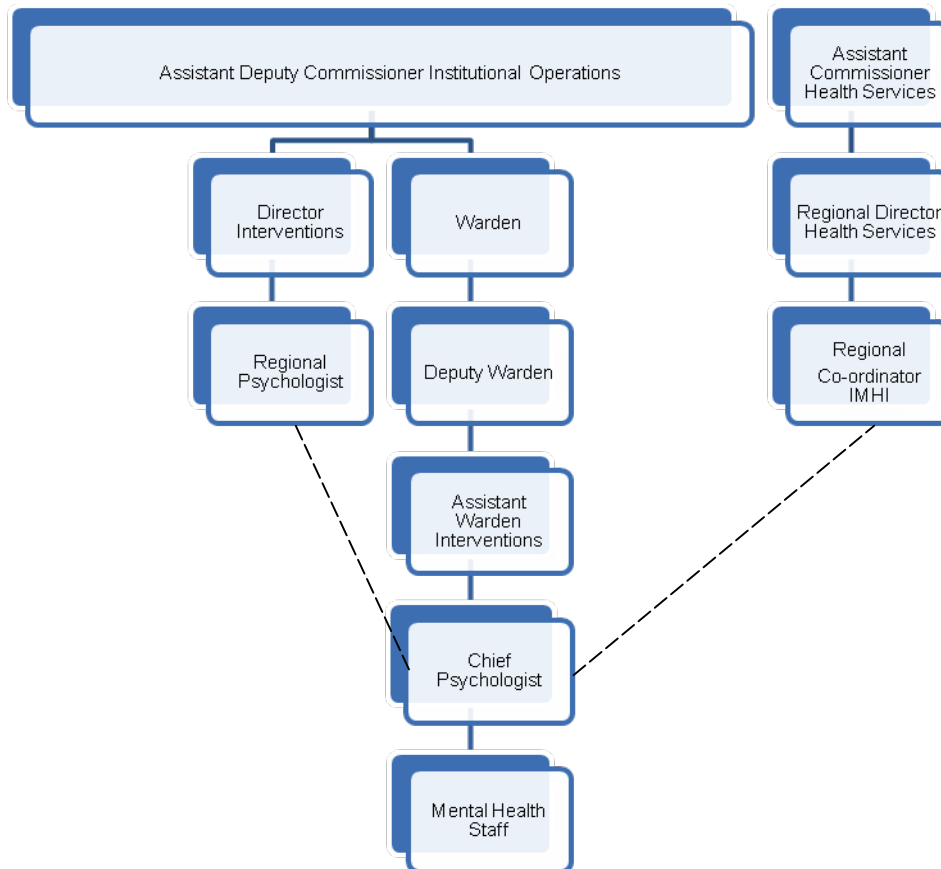 Assistant Deputy Commissioner Institutional Operations
Assistant
Commissioner
Health Services
Director
Interventions
Warden
Regional Director
Health Services
Regional
Psychologist
Deputy Warden
Regional
Co-ordinator
IMHI
Assistant
Warden
Interventions
Chief
Psychologist
Mental Health
Staff